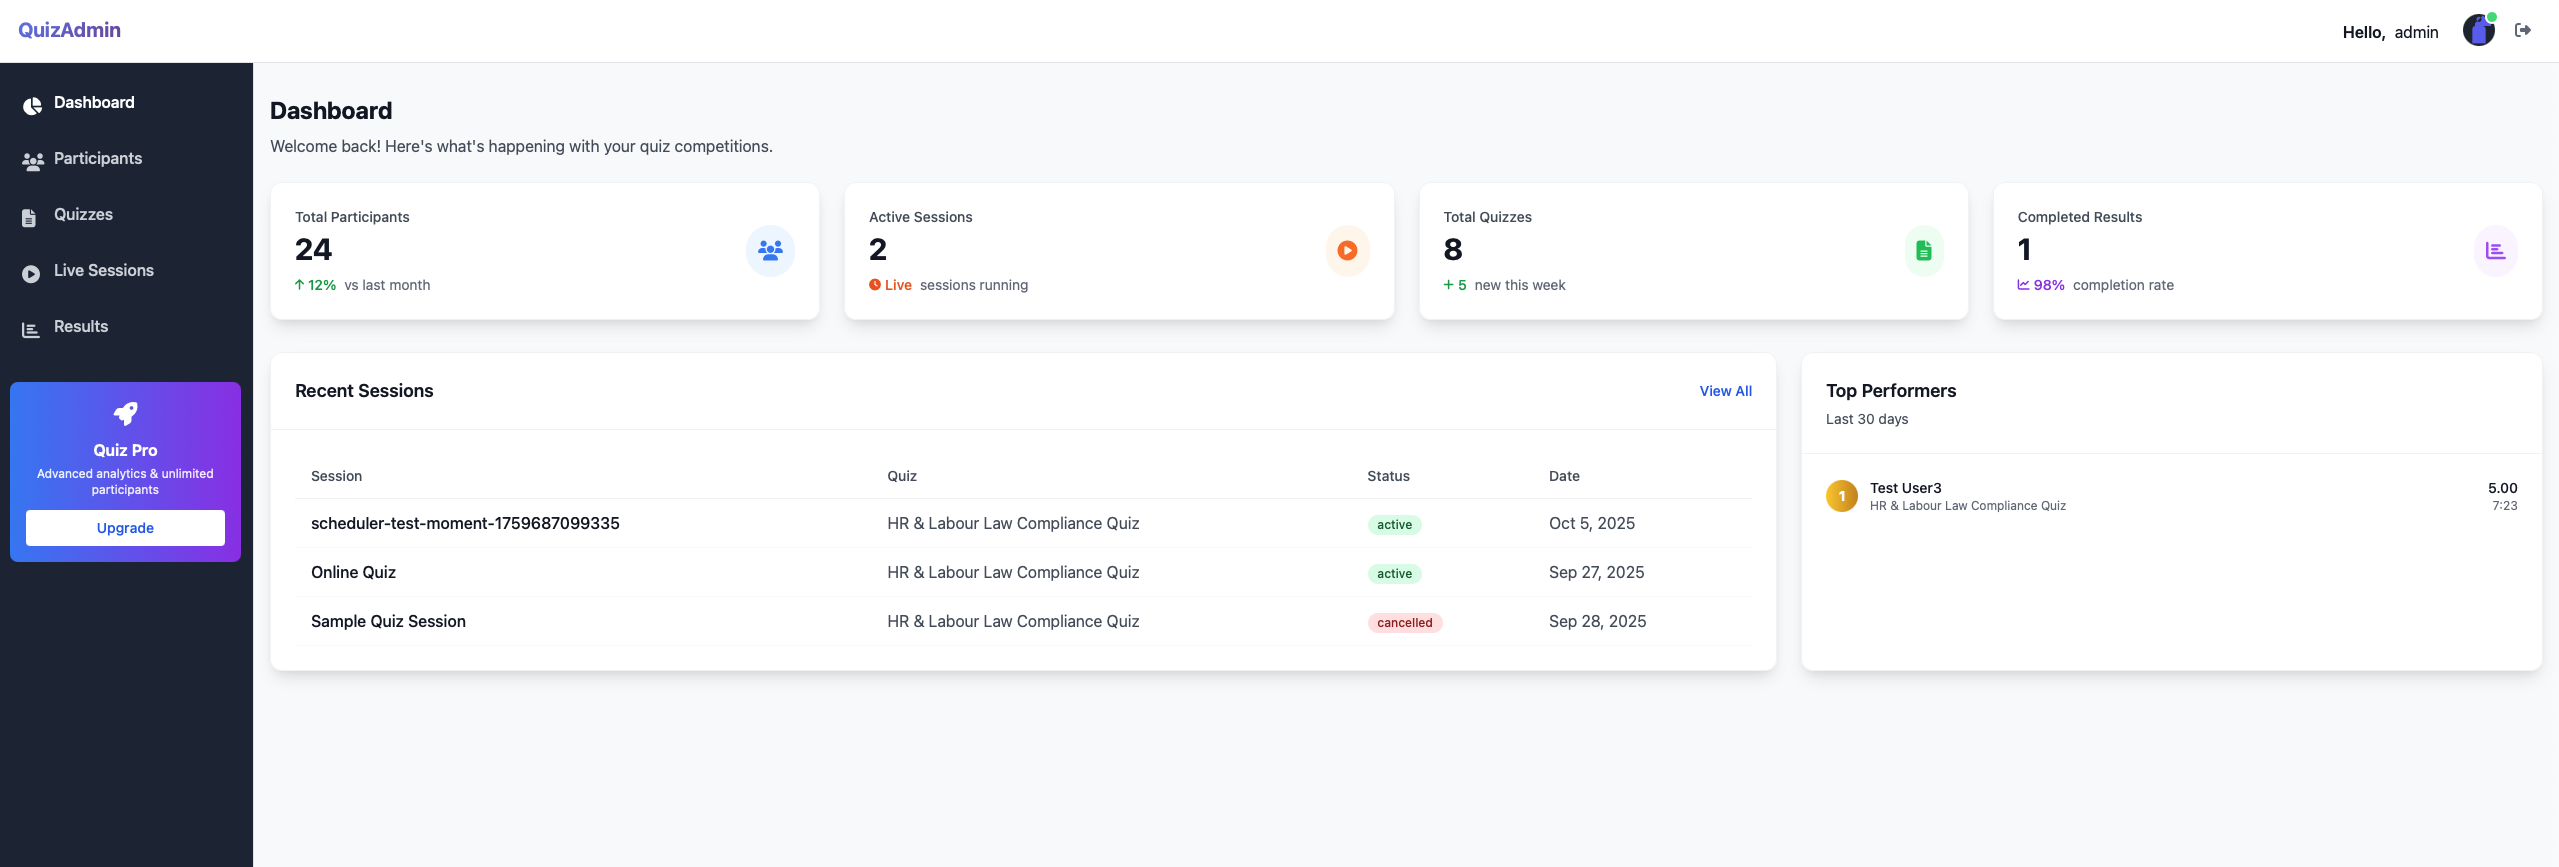 QuizAdmin
Hello, admin
Dashboard
Participants
Quizzes
Live Sessions
Results
Quiz Pro
Advanced analytics & unlimited
participants
Upgrade
Dashboard
Welcome back! Here's what's happening with your quiz competitions.
Total Participants
24
12% vs last month
Active Sessions
2
Live sessions running
Total Quizzes
8
+ 5 new this week
Completed Results
1
98% completion rate
Recent Sessions
View All
Session Quiz Status Date
scheduler-test-moment-1759687099335 HR & Labour Law Compliance Quiz active Oct 5, 2025
Online Quiz HR & Labour Law Compliance Quiz active Sep 27, 2025
Sample Quiz Session HR & Labour Law Compliance Quiz cancelled Sep 28, 2025
Top Performers
Last 30 days
1 Test User3 5.00
HR & Labour Law Compliance Quiz 7:23